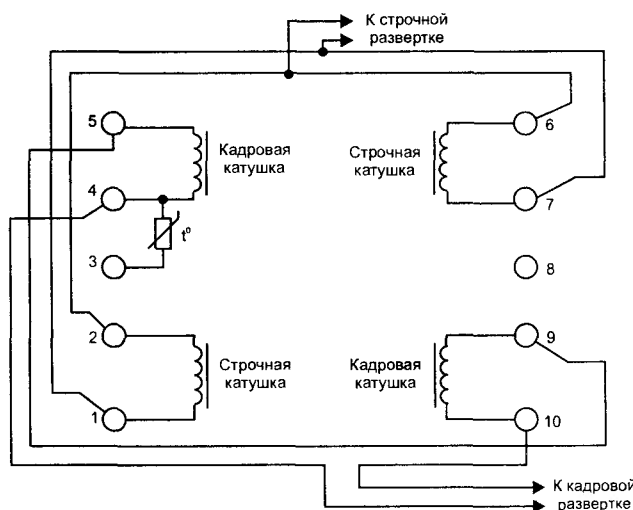 К строчной
развертке
5
Кадровая
катушка
Строчная
катушка
6
4
7
t°
3
8
2
9
Строчная
катушка
Кадровая
катушка
1
10
К кадровой
развертке